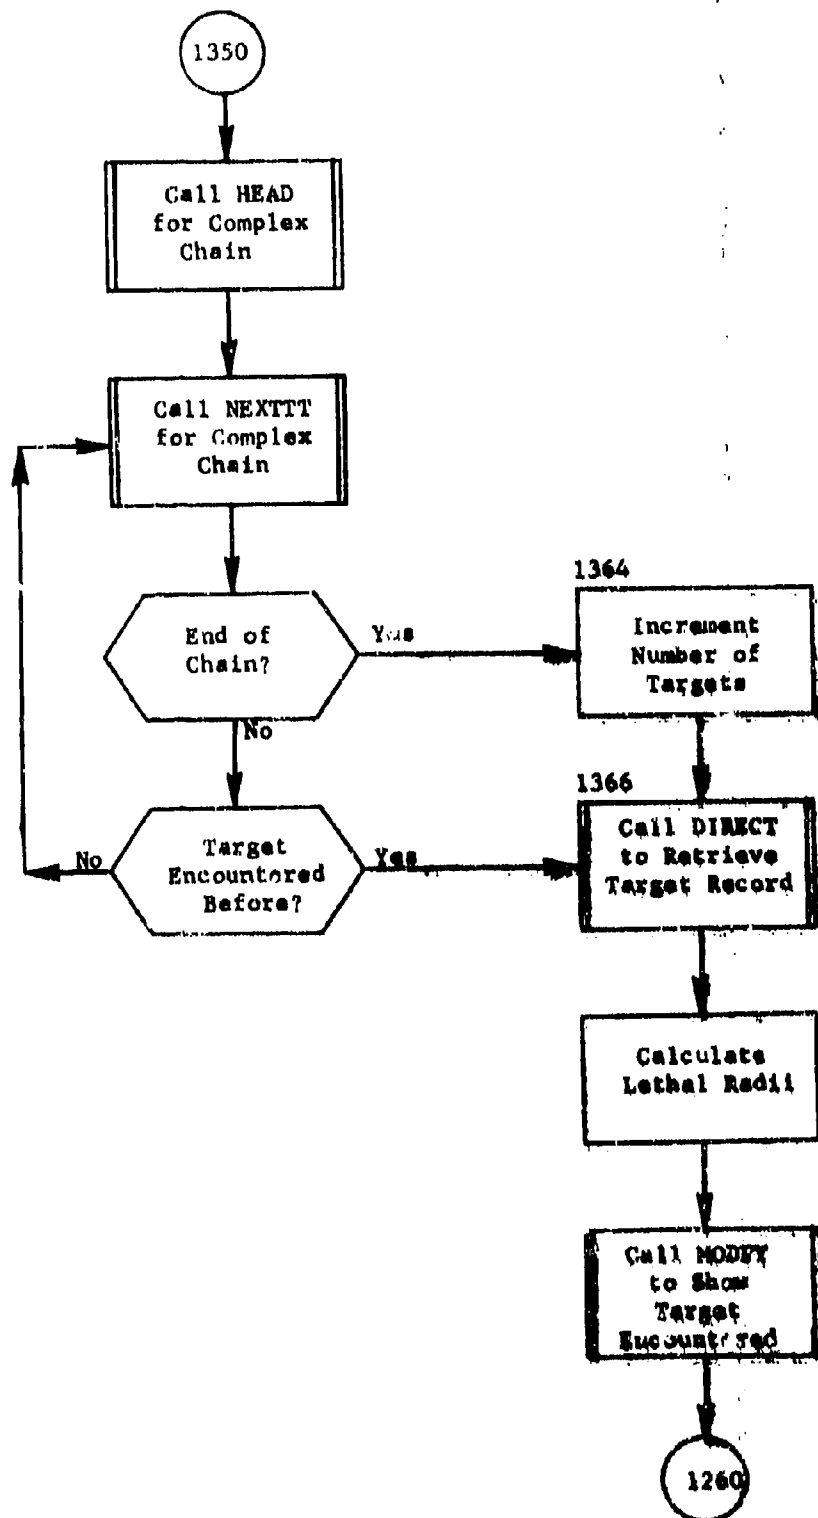 1350
Call HEAD
for Complex
Chain
Call NEXTTT
for Complex
Chain
End of
Chain?
Yes
No
1364
Increment
Number of
Targets
Target
Encountered
Before?
No
Yes
1366
Call DIRECT
to Retrieve
Target Record
Calculate
Lethal Radii
Call MODFY
to Show
Target
Encountered
1260